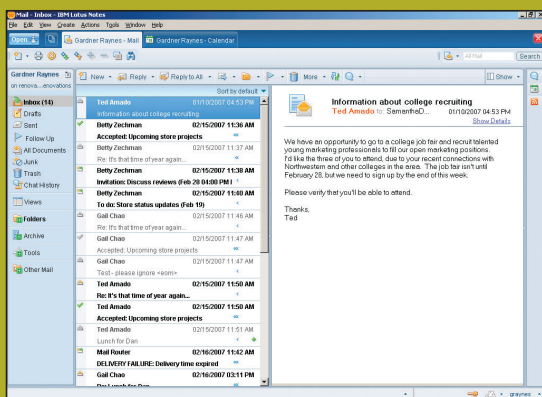 Mail - Inbox - IBM Lotus Notes
File Edit View Create Actions Tools Window Help
Open Gardner Raynes - Mail Gardner Raynes - Calendar
All Mail Search
Gardner Raynes
on renova...enovations
New Reply Reply to All More Show
Inbox (14)
Drafts
Sent
Follow Up
All Documents
Junk
Trash
Chat History
Views
Folders
Archive
Tools
Other Mail
Sort by default
Ted Amado 01/10/2007 04:53 PM
Information about college recruiting
Betty Zechman 02/15/2007 11:36 AM
Accepted: Upcoming store projects
Betty Zechman 02/15/2007 11:37 AM
Re: It's that time of year again...
Betty Zechman 02/15/2007 11:38 AM
Invitation: Discuss reviews (Feb 28 04:00 PM
Betty Zechman 02/15/2007 11:38 AM
To do: Store status updates (Feb 19)
Gail Chao 02/15/2007 11:46 AM
Re: It's that time of year again...
Gail Chao 02/15/2007 11:47 AM
Accepted: Upcoming store projects
Gail Chao 02/15/2007 11:47 AM
Test - please ignore <eom>
Ted Amado 02/15/2007 11:50 AM
Re: It's that time of year again...
Ted Amado 02/15/2007 11:50 AM
Accepted: Upcoming store projects
Ted Amado 02/15/2007 11:51 AM
Lunch for Dan
Mail Router 02/16/2007 11:42 AM
DELIVERY FAILURE: Delivery time expired
Gail Chao 02/16/2007 03:11 PM
Re: Lunch for Dan
Information about college recruiting
Ted Amado to: SamanthaD... 01/10/2007 04:53 PM
Show Details
We have an opportunity to go to a college job fair and recruit talented
young marketing professionals to fill our open marketing positions.
I'd like the three of you to attend, due to your recent connections with
Northwestern and other colleges in the area. The job fair isn't until
February 28, but we need to sign up by the end of this week.
Please verify that you'll be able to attend.
Thanks,
Ted
graynes